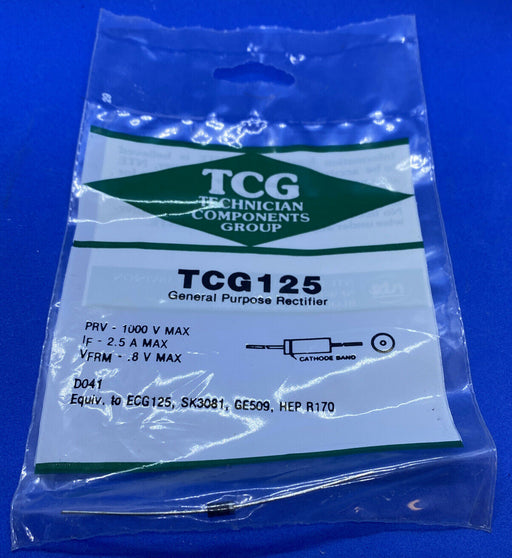 TCG
TECHNICIAN
COMPONENTS
GROUP
TCG125
General Purpose Rectifier
PRV - 1000 V MAX
IF - 2.5 A MAX
VFRM - .8 V MAX
CATHODE BAND
DO41
Equiv. to ECG125, SK3081, GE509, HEP R170